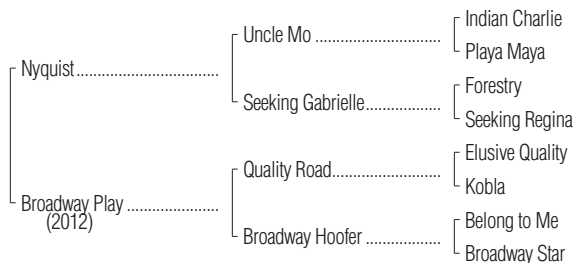 Indian Charlie
Uncle Mo ................................
Playa Maya
Nyquist ....................................
Forestry
Seeking Gabrielle...................
Seeking Regina
Elusive Quality
Quality Road...........................
Kobla
Broadway Play .......................
(2012)
Belong to Me
Broadway Hoofer ...................
Broadway Star